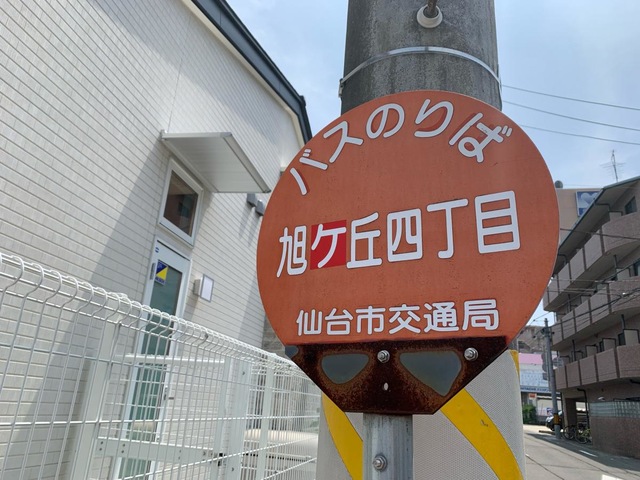 バスのりば
旭ケ丘四丁目
仙台市交通局